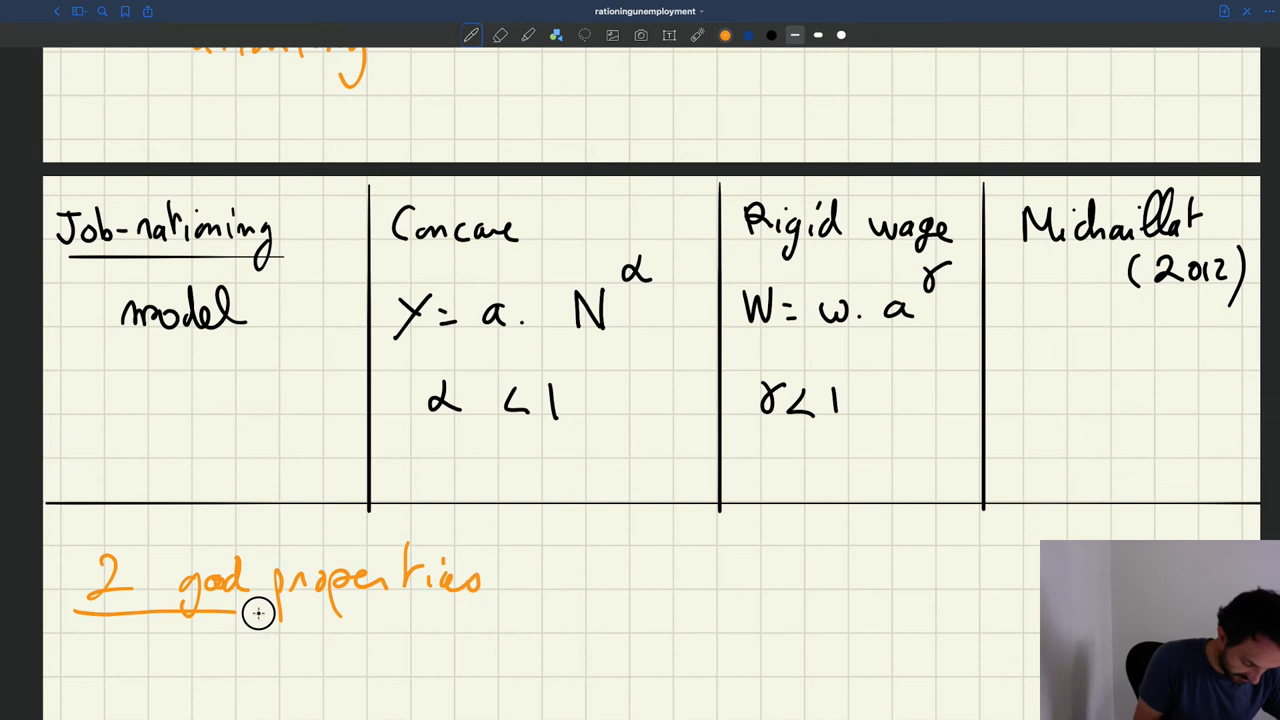 rationingunemployment
Job-rationing
model
Concave
Y = a. N^α
α < 1
Rigid wage
W = ω. a^γ
γ < 1
Michaillat
(2012)
2 good properties